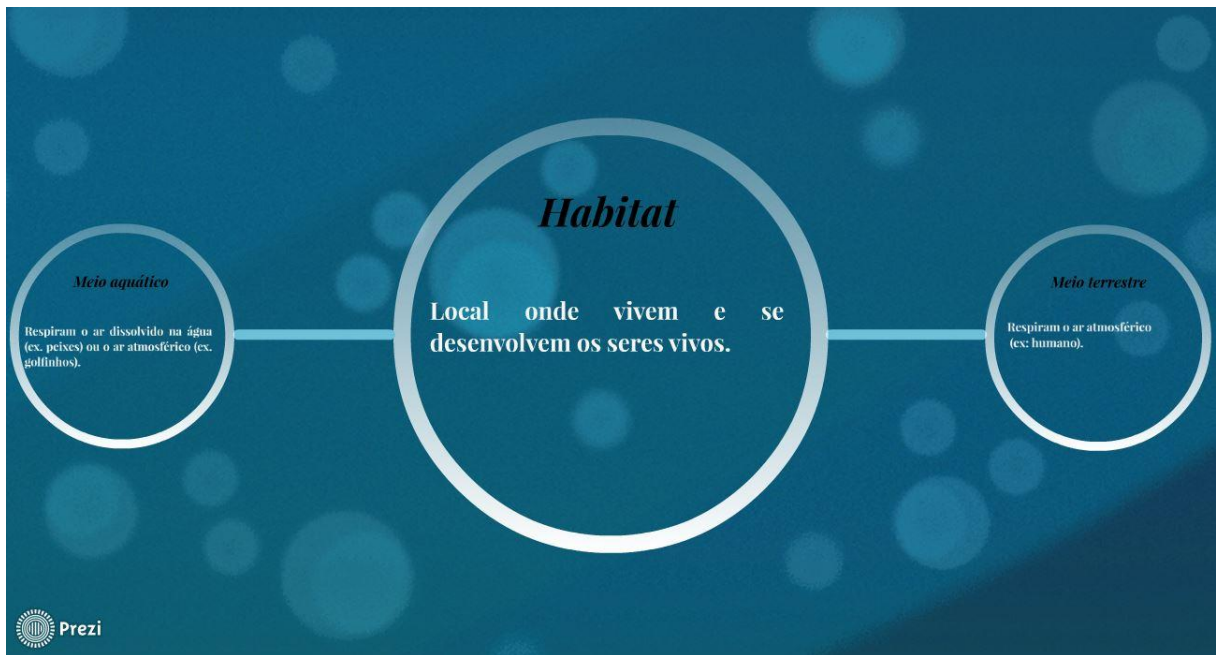 Habitat
Local onde vivem e se
desenvolvem os seres vivos.
Meio aquático
Respiram o ar dissolvido na água
(ex. peixes) ou o ar atmosférico (ex.
golfinhos).
Meio terrestre
Respiram o ar atmosférico
(ex: humano).
Prezi